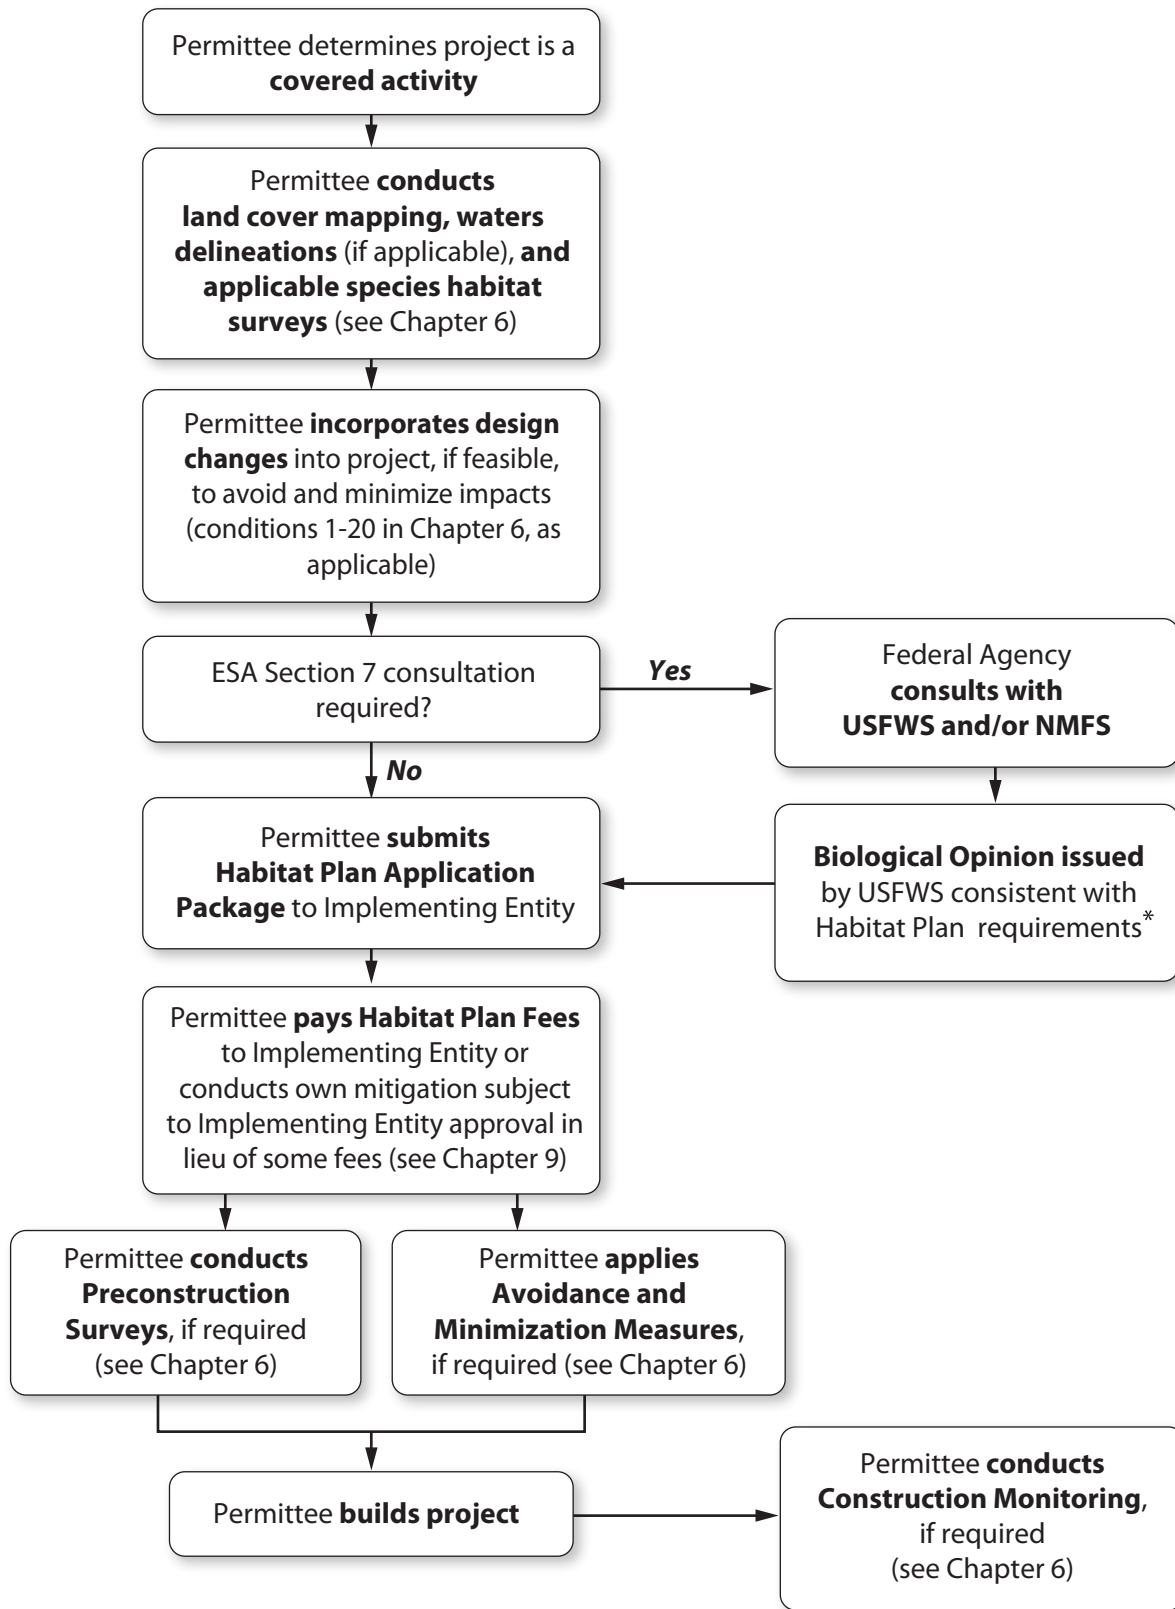 Permittee determines project is a
covered activity
Permittee conducts
land cover mapping, waters
delineations (if applicable), and
applicable species habitat
surveys (see Chapter 6)
Permittee incorporates design
changes into project, if feasible,
to avoid and minimize impacts
(conditions 1-20 in Chapter 6, as
applicable)
ESA Section 7 consultation
required?
Yes
Federal Agency
consults with
USFWS and/or NMFS
No
Permittee submits
Habitat Plan Application
Package to Implementing Entity
Biological Opinion issued
by USFWS consistent with
Habitat Plan requirements*
Permittee pays Habitat Plan Fees
to Implementing Entity or
conducts own mitigation subject
to Implementing Entity approval in
lieu of some fees (see Chapter 9)
Permittee conducts
Preconstruction
Surveys, if required
(see Chapter 6)
Permittee applies
Avoidance and
Minimization Measures,
if required (see Chapter 6)
Permittee builds project
Permittee conducts
Construction Monitoring,
if required
(see Chapter 6)